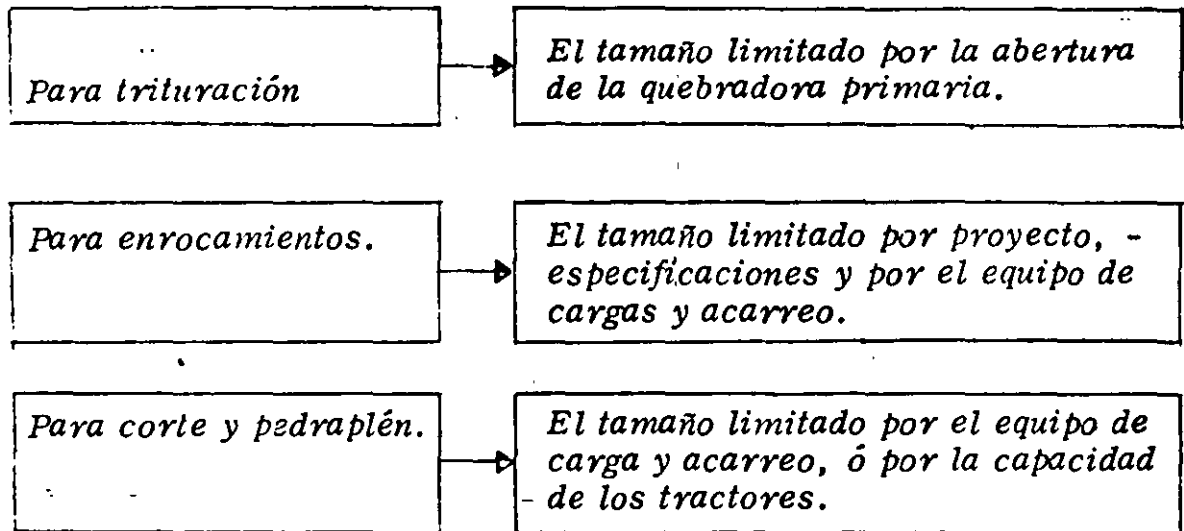 Para trituración
El tamaño limitado por la abertura
de la quebradora primaria.
Para enrocamientos.
El tamaño limitado por proyecto, -
especificaciones y por el equipo de
cargas y acarreo.
Para corte y pedraplén.
El tamaño limitado por el equipo de
carga y acarreo, ó por la capacidad
de los tractores.